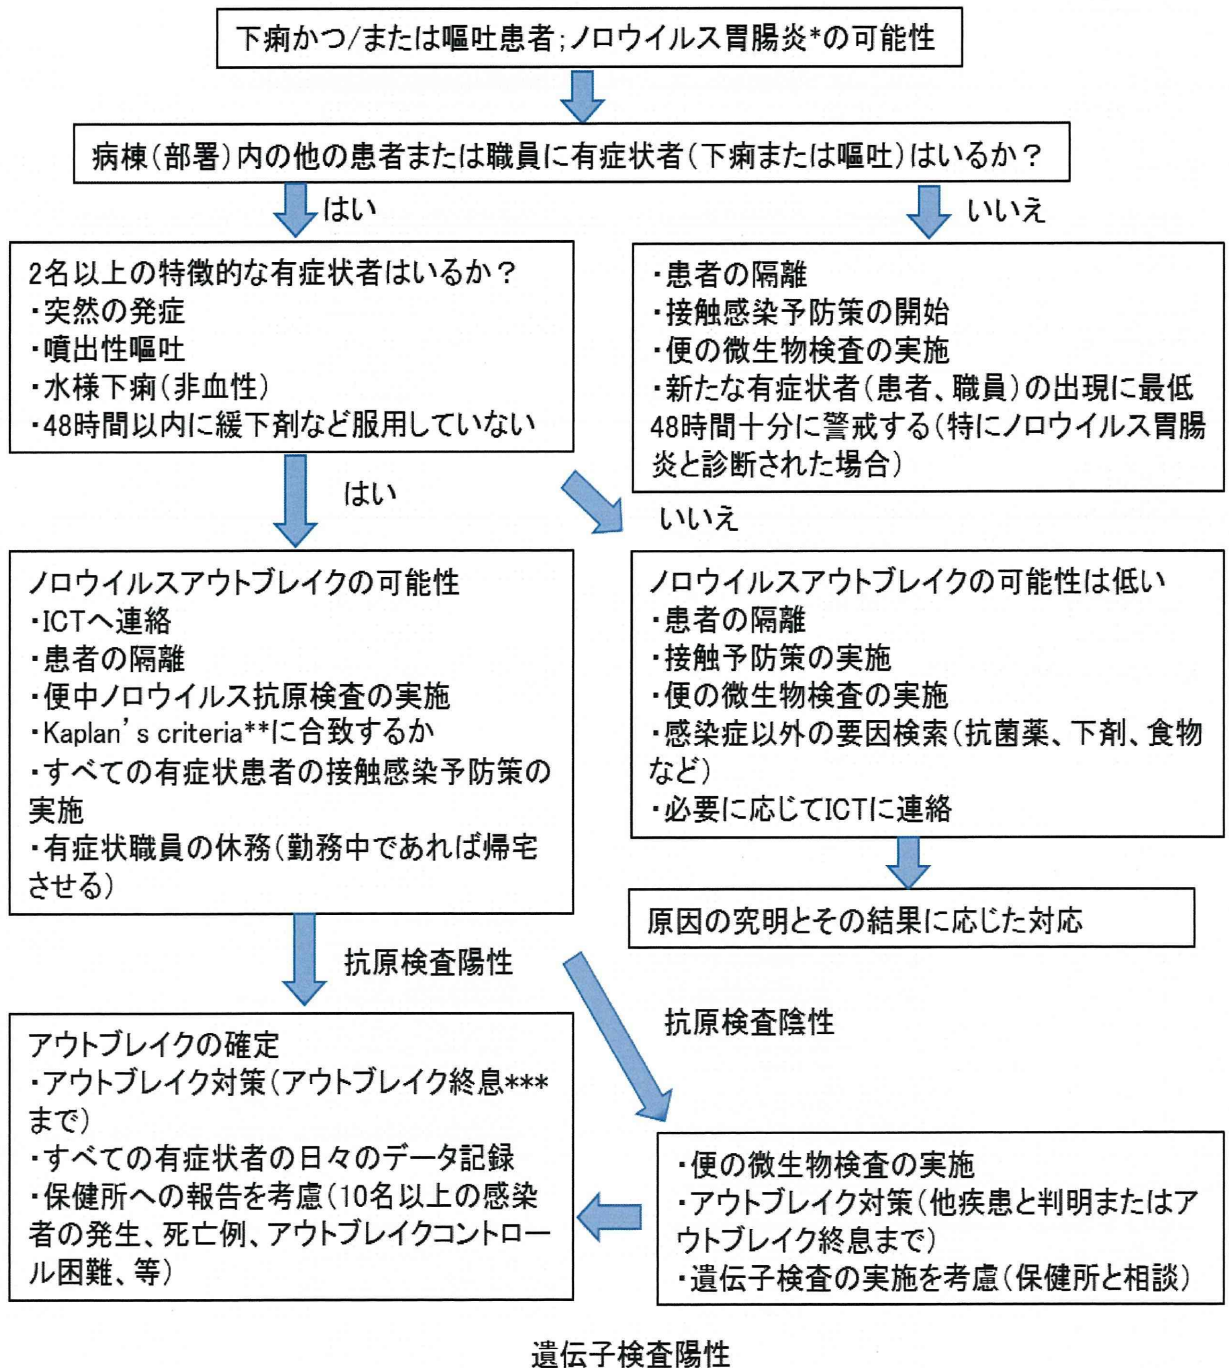 下痢かつ/または嘔吐患者;ノロウイルス胃腸炎*の可能性
病棟(部署)内の他の患者または職員に有症状者(下痢または嘔吐)はいるか？
はい
いいえ
2名以上の特徴的な有症状者はいるか？
・突然の発症
・噴出性嘔吐
・水様下痢(非血性)
・48時間以内に緩下剤など服用していない
・患者の隔離
・接触感染予防策の開始
・便の微生物検査の実施
・新たな有症状者(患者、職員)の出現に最低
48時間十分に警戒する(特にノロウイルス胃腸
炎と診断された場合)
はい
いいえ
ノロウイルスアウトブレイクの可能性
・ICTへ連絡
・患者の隔離
・便中ノロウイルス抗原検査の実施
・Kaplan's criteria**に合致するか
・すべての有症状患者の接触感染予防策の
実施
・有症状職員の休務(勤務中であれば帰宅
させる)
ノロウイルスアウトブレイクの可能性は低い
・患者の隔離
・接触予防策の実施
・便の微生物検査の実施
・感染症以外の要因検索(抗菌薬、下剤、食物
など)
・必要に応じてICTに連絡
原因の究明とその結果に応じた対応
抗原検査陽性
抗原検査陰性
アウトブレイクの確定
・アウトブレイク対策(アウトブレイク終息***
まで)
・すべての有症状者の日々のデータ記録
・保健所への報告を考慮(10名以上の感染
者の発生、死亡例、アウトブレイクコントロー
ル困難、等)
・便の微生物検査の実施
・アウトブレイク対策(他疾患と判明またはア
ウトブレイク終息まで)
・遺伝子検査の実施を考慮(保健所と相談)
遺伝子検査陽性